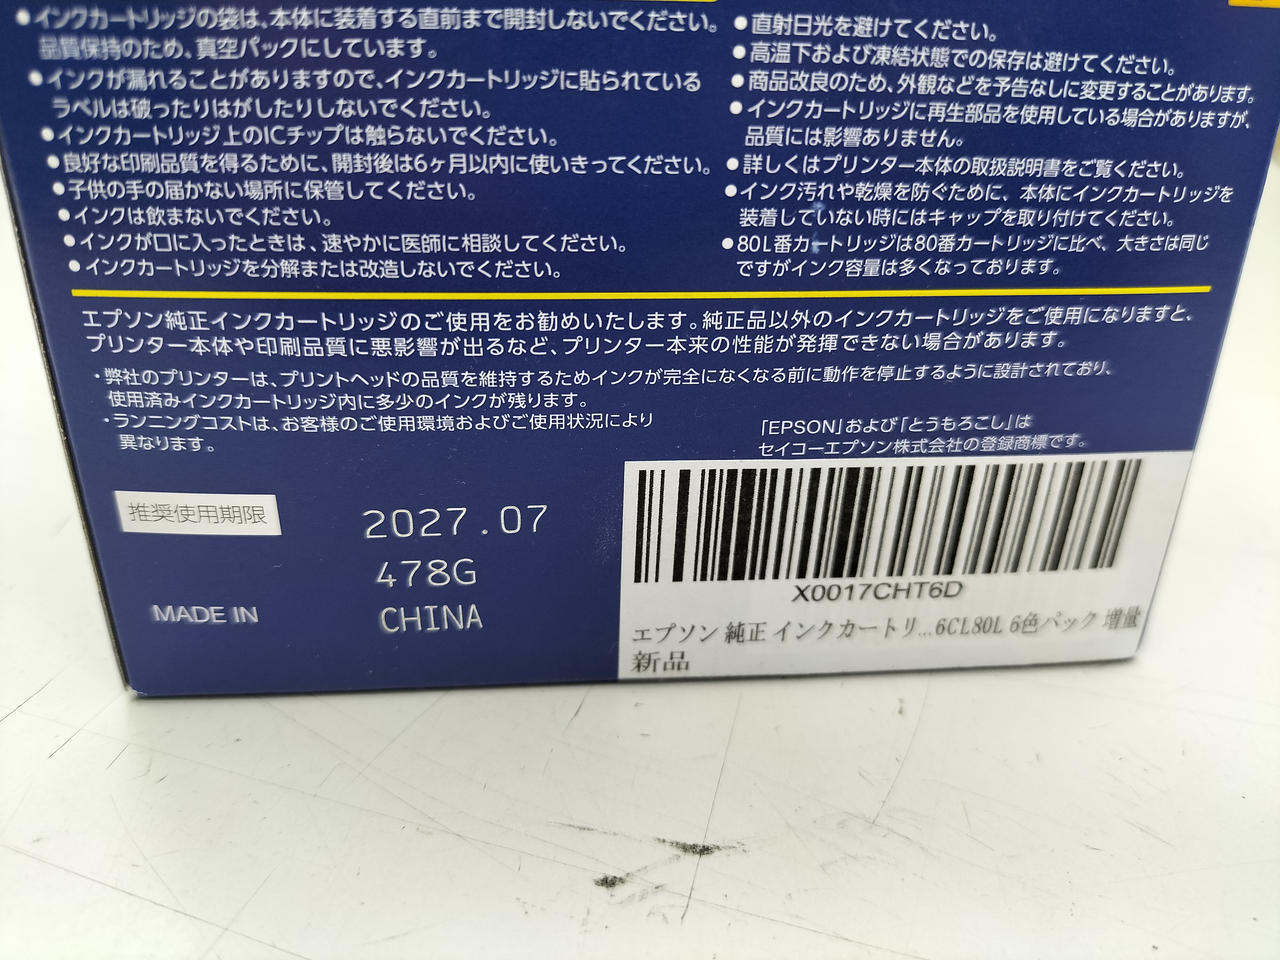 ●インクカートリッジの袋は、本体に装着する直前まで開封しないでください。
品質保持のため、真空パックにしています。
●インクが漏れることがありますので、インクカートリッジに貼られている
ラベルは破ったりはがしたりしないでください。
●インクカートリッジ上のICチップは触らないでください。
●良好な印刷品質を得るために、開封後は6ヶ月以内に使いきってください。
●子供の手の届かない場所に保管してください。
●インクは飲まないでください。
●インクが口に入ったときは、速やかに医師に相談してください。
●インクカートリッジを分解または改造しないでください。
●直射日光を避けてください。
●高温下および凍結状態での保存は避けてください。
●商品改良のため、外観などを予告なしに変更することがあります。
●インクカートリッジに再生部品を使用している場合がありますが、
品質には影響ありません。
●詳しくはプリンター本体の取扱説明書をご覧ください。
●インク汚れや乾燥を防ぐために、本体にインクカートリッジを
装着していない時にはキャップを取り付けてください。
●80L番カートリッジは80番カートリッジに比べ、大きさは同じ
ですがインク容量は多くなっております。
エプソン純正インクカートリッジのご使用をお勧めいたします。純正品以外のインクカートリッジをご使用になりますと、
プリンター本体や印刷品質に悪影響が出るなど、プリンター本来の性能が発揮できない場合があります。
・弊社のプリンターは、プリントヘッドの品質を維持するためインクが完全になくなる前に動作を停止するように設計されており、
使用済みインクカートリッジ内に多少のインクが残ります。
・ランニングコストは、お客様のご使用環境およびご使用状況により
異なります。
「EPSON」および「とうもろこし」は
セイコーエプソン株式会社の登録商標です。
推奨使用期限
2027.07
478G
MADE IN CHINA
X0017CHT6D
エプソン 純正 インクカートリ...6CL80L 6色パック 増量
新品